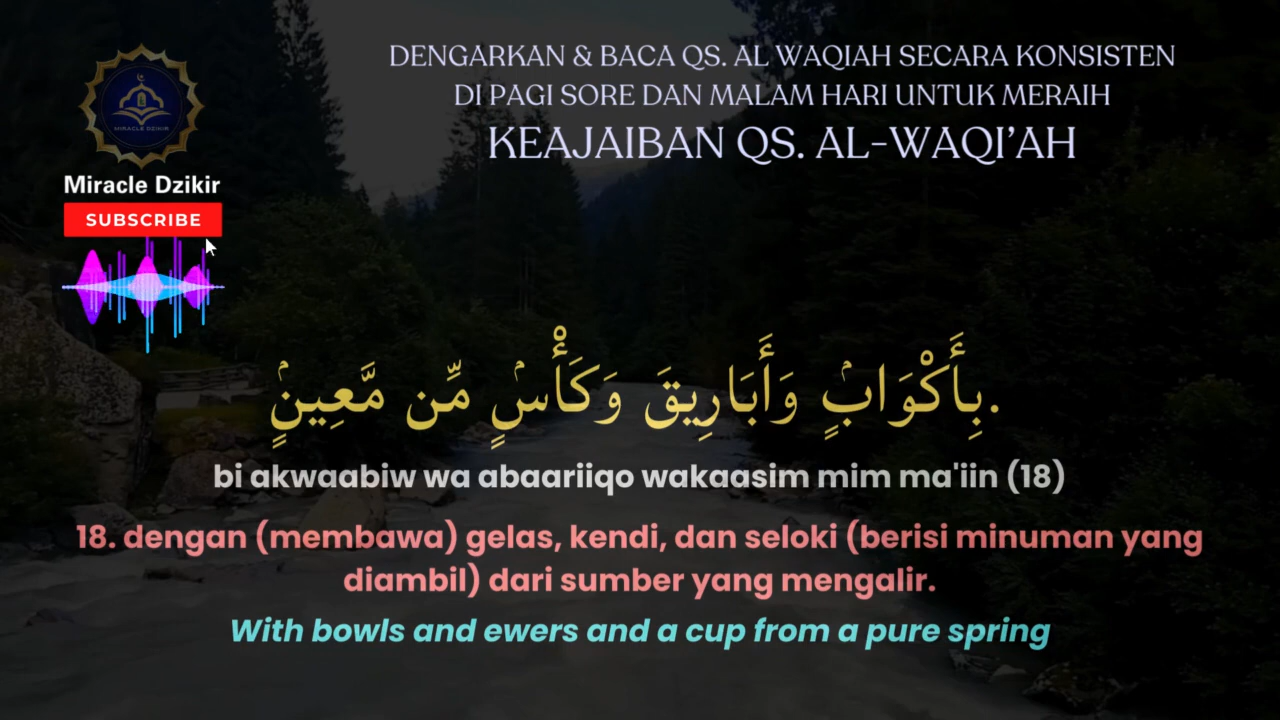 DENGARKAN & BACA QS. AL WAQIAH SECARA KONSISTEN
DI PAGI SORE DAN MALAM HARI UNTUK MERAIH
KEAJAIBAN QS. AL-WAQI'AH
MIRACLE DZIKIR
Miracle Dzikir
SUBSCRIBE
بِأَكْوَابٍۢ وَأَبَارِيقَ وَكَأْسٍۢ مِّن مَّعِينٍۢ.
bi akwaabiw wa abaariiqo wakaasim mim ma'iin (18)
18. dengan (membawa) gelas, kendi, dan seloki (berisi minuman yang
diambil) dari sumber yang mengalir.
With bowls and ewers and a cup from a pure spring